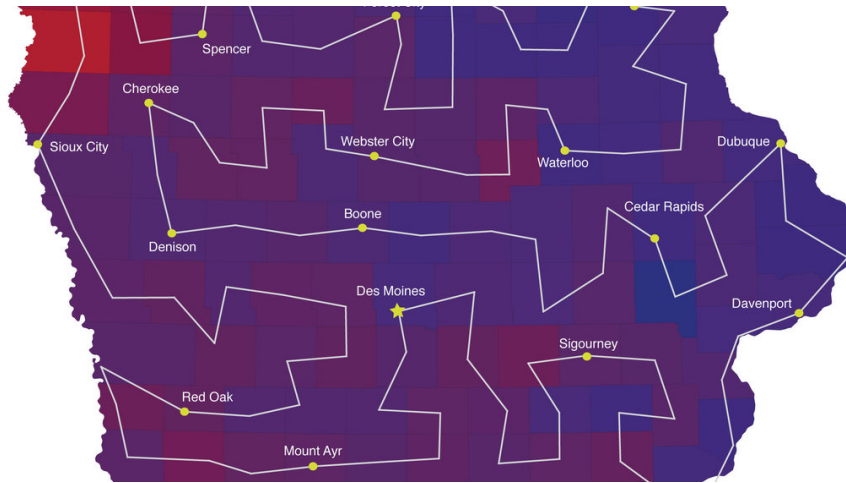 Spencer
Cherokee
Sioux City
Webster City
Waterloo
Dubuque
Denison
Boone
Cedar Rapids
Des Moines
Davenport
Sigourney
Red Oak
Mount Ayr